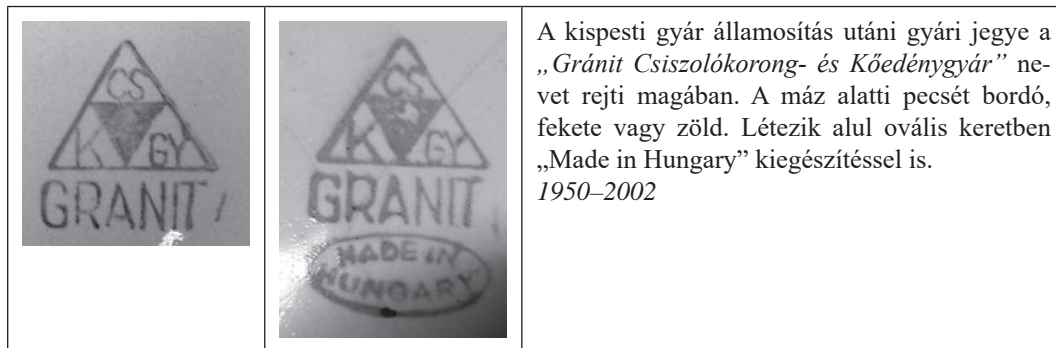 CS
K GY
GRANIT
CS
K GY
GRANIT
MADE IN
HUNGARY
A kispesti gyár államosítás utáni gyári jegye a
„Gránit Csiszolókorong- és Kőedénygyár” ne-
vet rejti magában. A máz alatti pecsét bordó,
fekete vagy zöld. Létezik alul ovális keretben
„Made in Hungary” kiegészítéssel is.
1950–2002